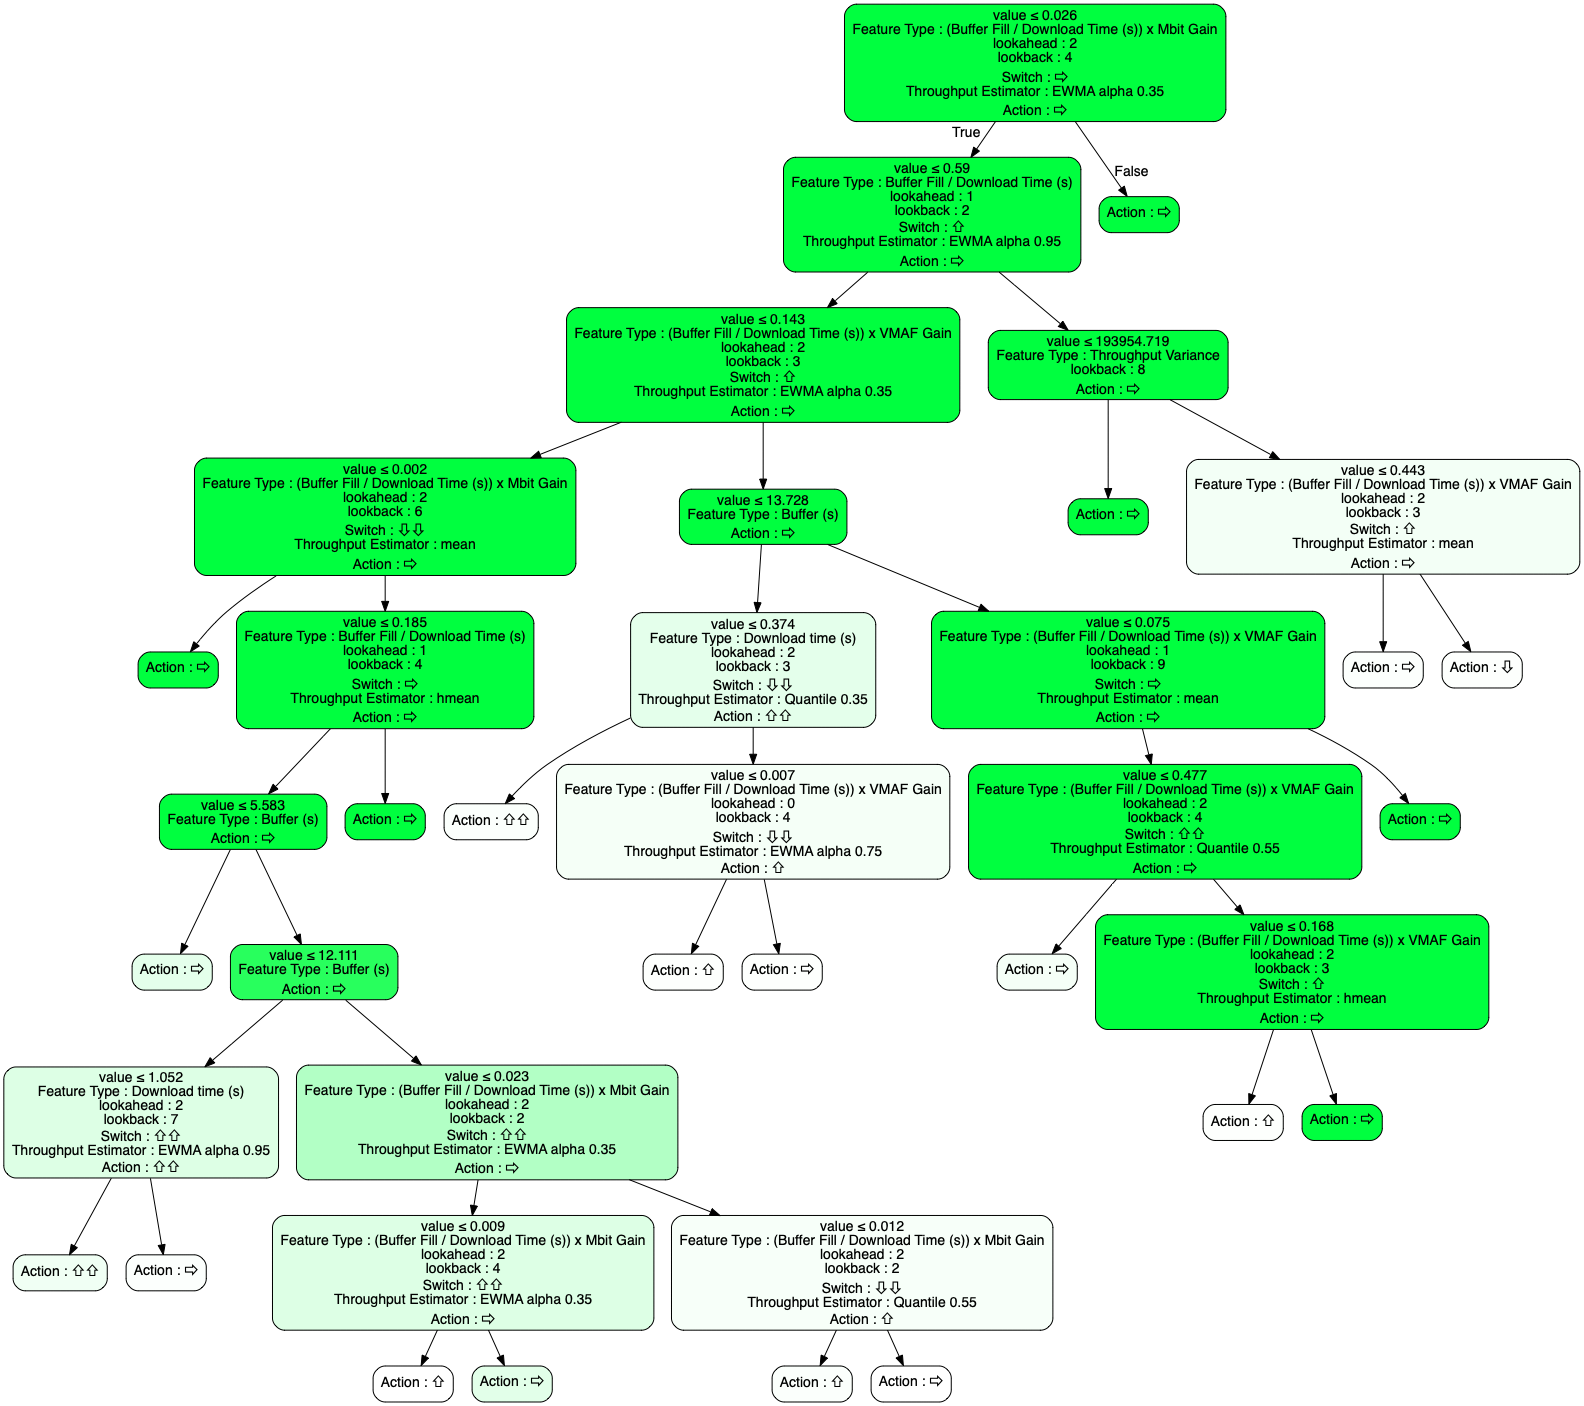 value ≤ 0.026
Feature Type : (Buffer Fill / Download Time (s)) x Mbit Gain
lookahead : 2
lookback : 4
Switch : ⇨
Throughput Estimator : EWMA alpha 0.35
Action : ⇨
True
False
value ≤ 0.59
Feature Type : Buffer Fill / Download Time (s)
lookahead : 1
lookback : 2
Switch : ⇧
Throughput Estimator : EWMA alpha 0.95
Action : ⇨
Action : ⇨
value ≤ 0.143
Feature Type : (Buffer Fill / Download Time (s)) x VMAF Gain
lookahead : 2
lookback : 3
Switch : ⇧
Throughput Estimator : EWMA alpha 0.35
Action : ⇨
value ≤ 193954.719
Feature Type : Throughput Variance
lookback : 8
Action : ⇨
value ≤ 0.002
Feature Type : (Buffer Fill / Download Time (s)) x Mbit Gain
lookahead : 2
lookback : 6
Switch : ⇩⇩
Throughput Estimator : mean
Action : ⇨
value ≤ 13.728
Feature Type : Buffer (s)
Action : ⇨
Action : ⇨
value ≤ 0.443
Feature Type : (Buffer Fill / Download Time (s)) x VMAF Gain
lookahead : 2
lookback : 3
Switch : ⇧
Throughput Estimator : mean
Action : ⇨
Action : ⇨
value ≤ 0.185
Feature Type : Buffer Fill / Download Time (s)
lookahead : 1
lookback : 4
Switch : ⇨
Throughput Estimator : hmean
Action : ⇨
value ≤ 0.374
Feature Type : Download time (s)
lookahead : 2
lookback : 3
Switch : ⇩⇩
Throughput Estimator : Quantile 0.35
Action : ⇧⇧
value ≤ 0.075
Feature Type : (Buffer Fill / Download Time (s)) x VMAF Gain
lookahead : 1
lookback : 9
Switch : ⇨
Throughput Estimator : mean
Action : ⇨
Action : ⇨
Action : ⇩
value ≤ 5.583
Feature Type : Buffer (s)
Action : ⇨
Action : ⇨
Action : ⇧⇧
value ≤ 0.007
Feature Type : (Buffer Fill / Download Time (s)) x VMAF Gain
lookahead : 0
lookback : 4
Switch : ⇩⇩
Throughput Estimator : EWMA alpha 0.75
Action : ⇧
value ≤ 0.477
Feature Type : (Buffer Fill / Download Time (s)) x VMAF Gain
lookahead : 2
lookback : 4
Switch : ⇧⇧
Throughput Estimator : Quantile 0.55
Action : ⇨
Action : ⇨
Action : ⇨
value ≤ 12.111
Feature Type : Buffer (s)
Action : ⇨
Action : ⇧
Action : ⇨
Action : ⇨
value ≤ 0.168
Feature Type : (Buffer Fill / Download Time (s)) x VMAF Gain
lookahead : 2
lookback : 3
Switch : ⇧
Throughput Estimator : hmean
Action : ⇨
value ≤ 1.052
Feature Type : Download time (s)
lookahead : 2
lookback : 7
Switch : ⇧⇧
Throughput Estimator : EWMA alpha 0.95
Action : ⇧⇧
value ≤ 0.023
Feature Type : (Buffer Fill / Download Time (s)) x Mbit Gain
lookahead : 2
lookback : 2
Switch : ⇧⇧
Throughput Estimator : EWMA alpha 0.35
Action : ⇨
Action : ⇧
Action : ⇨
Action : ⇧⇧
Action : ⇨
value ≤ 0.009
Feature Type : (Buffer Fill / Download Time (s)) x Mbit Gain
lookahead : 2
lookback : 4
Switch : ⇧⇧
Throughput Estimator : EWMA alpha 0.35
Action : ⇨
value ≤ 0.012
Feature Type : (Buffer Fill / Download Time (s)) x Mbit Gain
lookahead : 2
lookback : 2
Switch : ⇩⇩
Throughput Estimator : Quantile 0.55
Action : ⇧
Action : ⇧
Action : ⇨
Action : ⇧
Action : ⇨